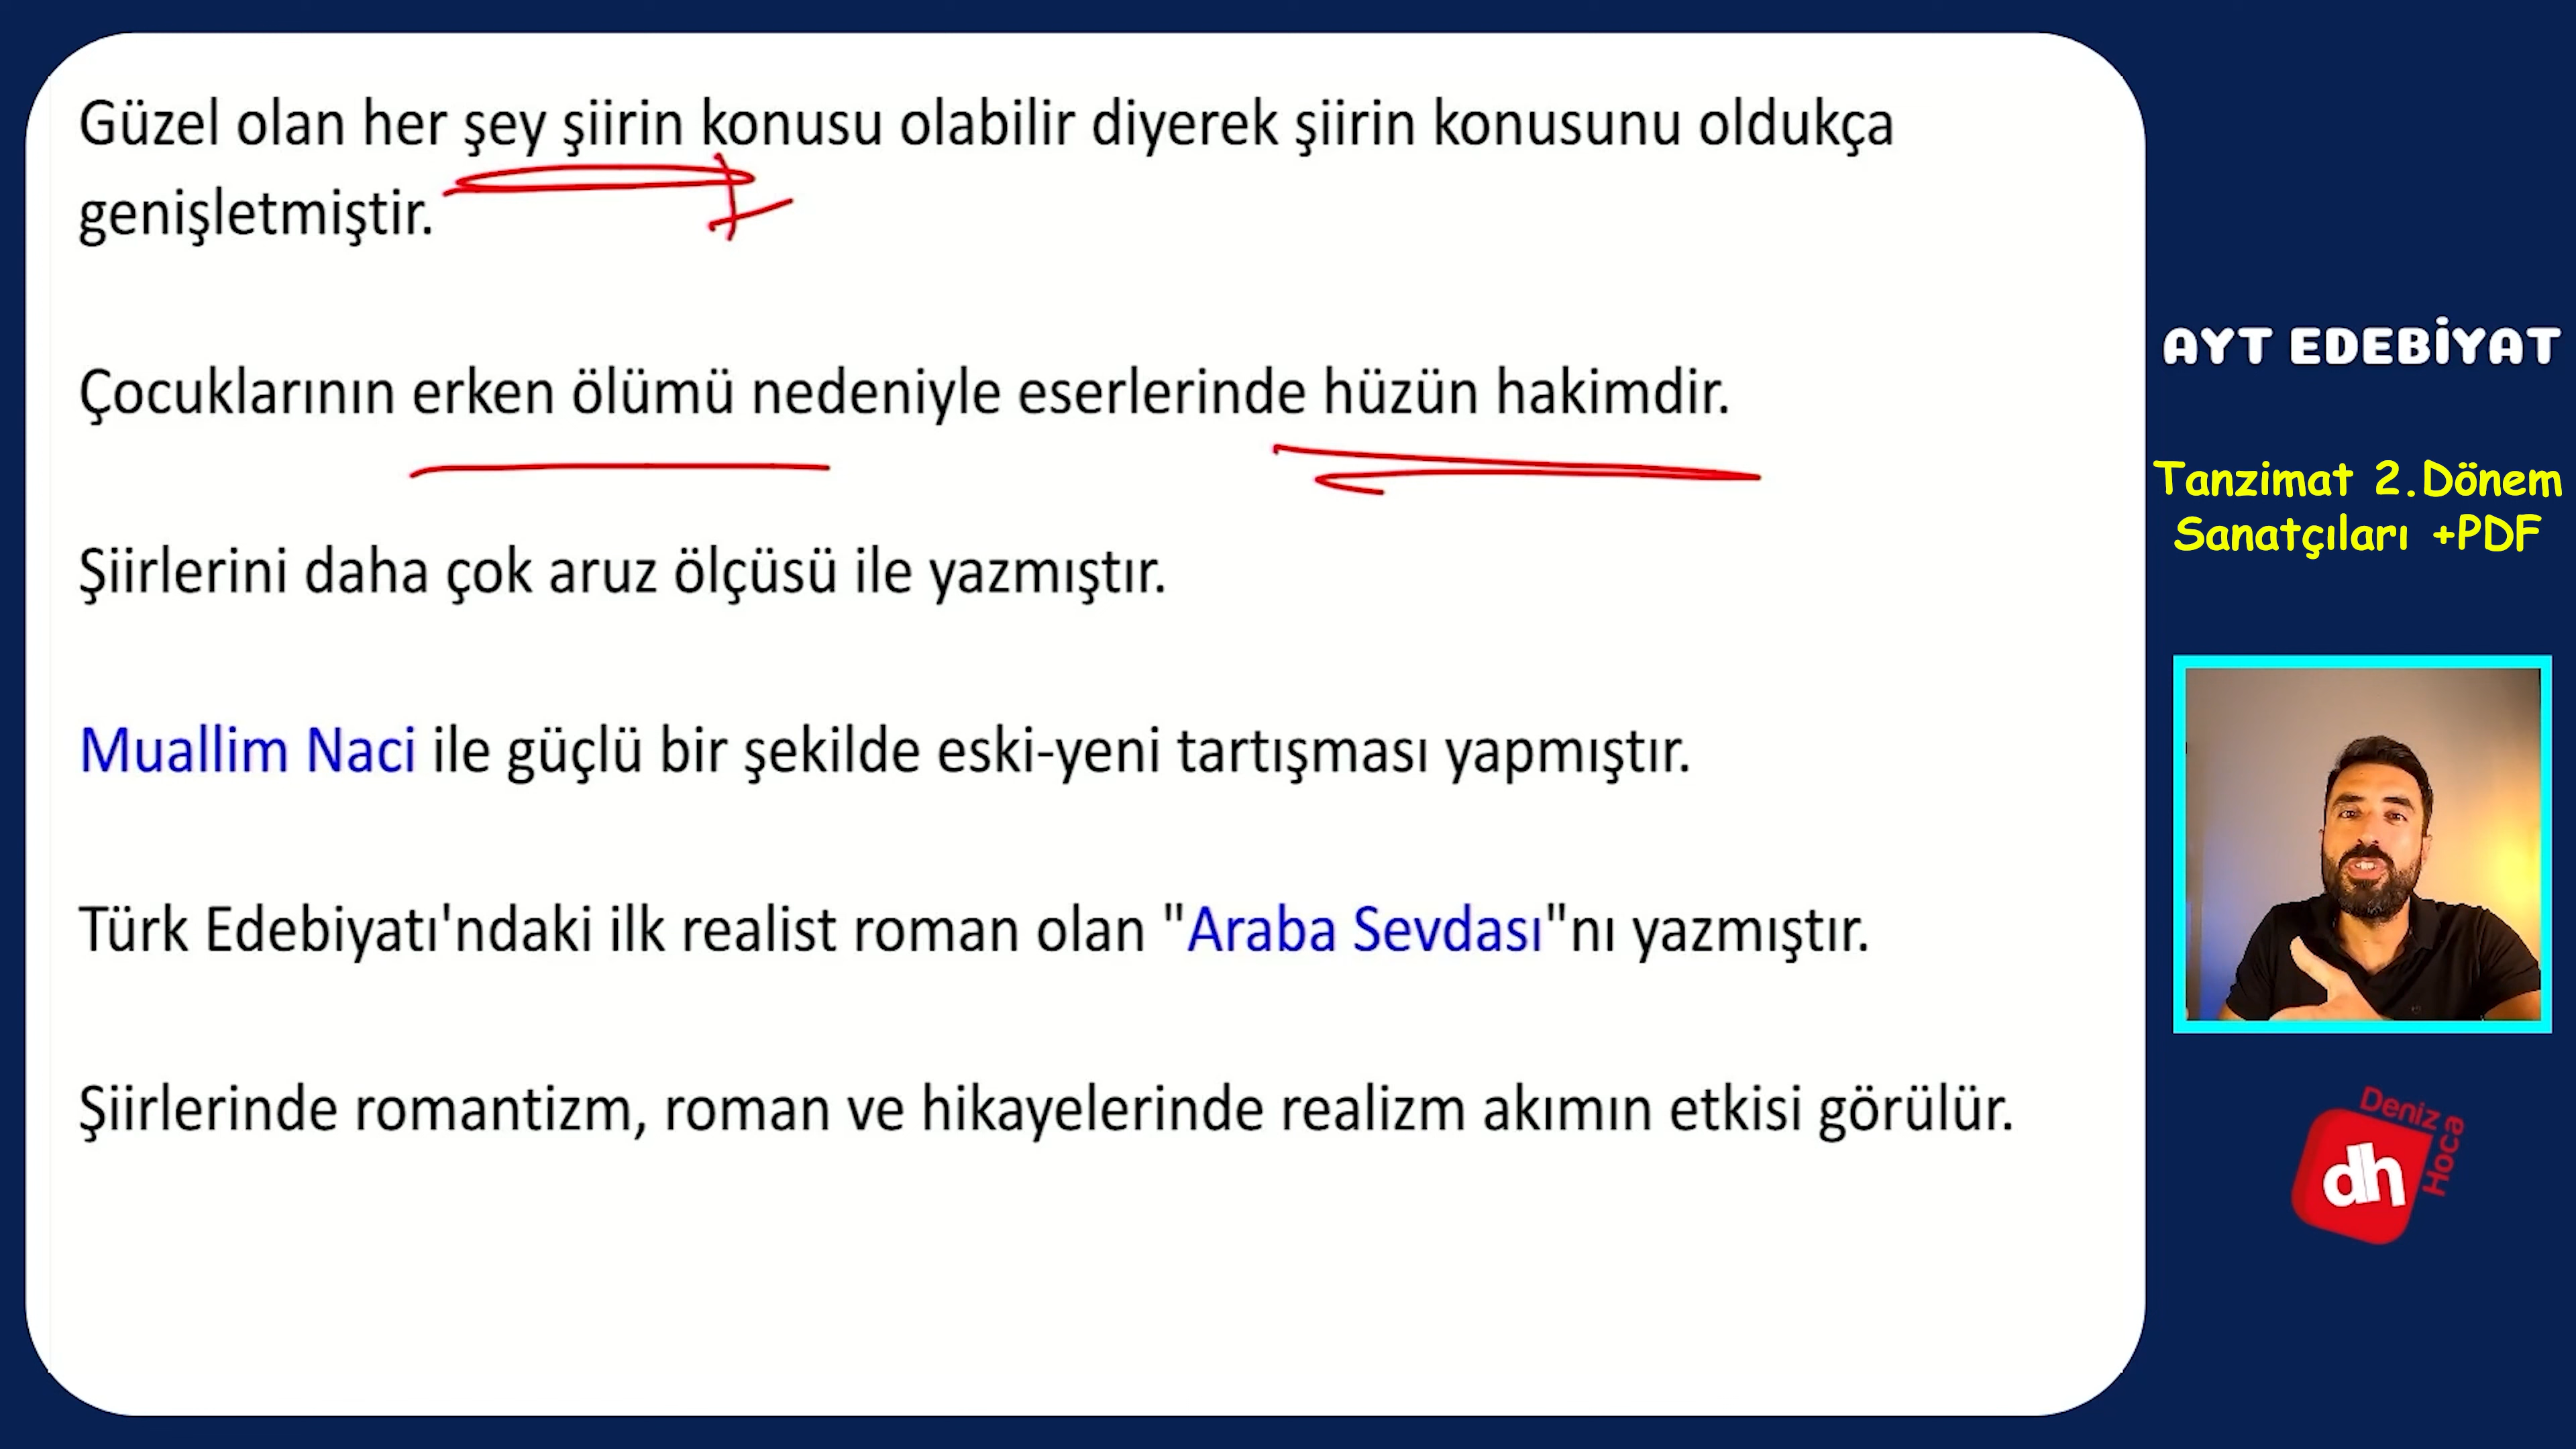 Güzel olan her şey şiirin konusu olabilir diyerek şiirin konusunu oldukça
genişletmiştir.
Çocuklarının erken ölümü nedeniyle eserlerinde hüzün hakimdir.
Şiirlerini daha çok aruz ölçüsü ile yazmıştır.
Muallim Naci ile güçlü bir şekilde eski-yeni tartışması yapmıştır.
Türk Edebiyatı'ndaki ilk realist roman olan "Araba Sevdası"nı yazmıştır.
Şiirlerinde romantizm, roman ve hikayelerinde realizm akımın etkisi görülür.
AYT EDEBİYAT
Tanzimat 2.Dönem
Sanatçıları +PDF
Deniz
Hoca
dh